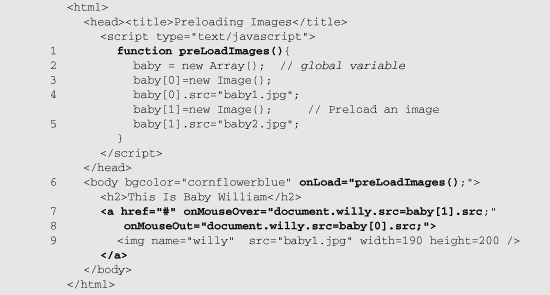 <html>
<head><title>Preloading Images</title>
<script type="text/javascript">
1 function preLoadImages(){
2 baby = new Array(); // global variable
3 baby[0]=new Image();
4 baby[0].src="baby1.jpg";
baby[1]=new Image(); // Preload an image
5 baby[1].src="baby2.jpg";
}
</script>
</head>
6 <body bgcolor="cornflowerblue" onLoad="preLoadImages();">
<h2>This Is Baby William</h2>
7 <a href="#" onMouseOver="document.willy.src=baby[1].src;"
8 onMouseOut="document.willy.src=baby[0].src;">
9 <img name="willy" src="baby1.jpg" width=190 height=200 />
</a>
</body>
</html>